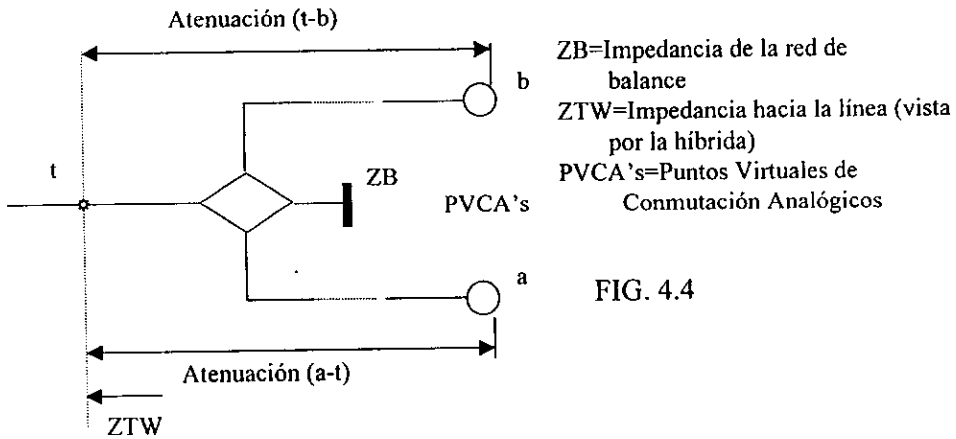 Atenuación (t-b)
b
t
ZB
PVCA's
a
Atenuación (a-t)
ZTW
ZB=Impedancia de la red de
balance
ZTW=Impedancia hacia la línea (vista
por la híbrida)
PVCA's=Puntos Virtuales de
Conmutación Analógicos
FIG. 4.4